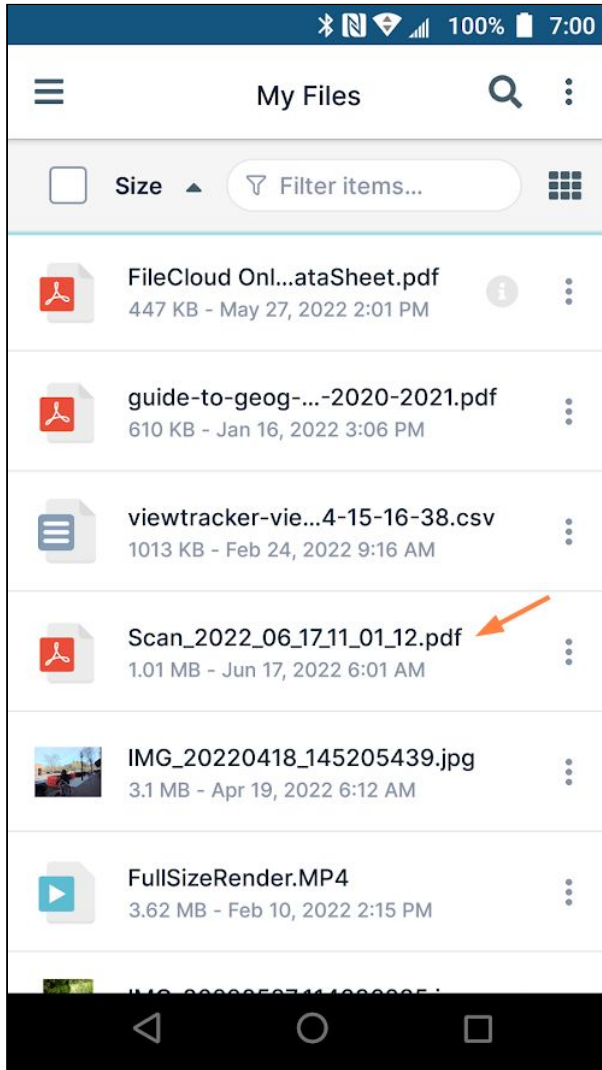 100% 7:00
My Files
Size Filter items...
FileCloud Onl...ataSheet.pdf
447 KB - May 27, 2022 2:01 PM
guide-to-geog-...-2020-2021.pdf
610 KB - Jan 16, 2022 3:06 PM
viewtracker-vie...4-15-16-38.csv
1013 KB - Feb 24, 2022 9:16 AM
Scan_2022_06_17_11_01_12.pdf
1.01 MB - Jun 17, 2022 6:01 AM
IMG_20220418_145205439.jpg
3.1 MB - Apr 19, 2022 6:12 AM
FullSizeRender.MP4
3.62 MB - Feb 10, 2022 2:15 PM